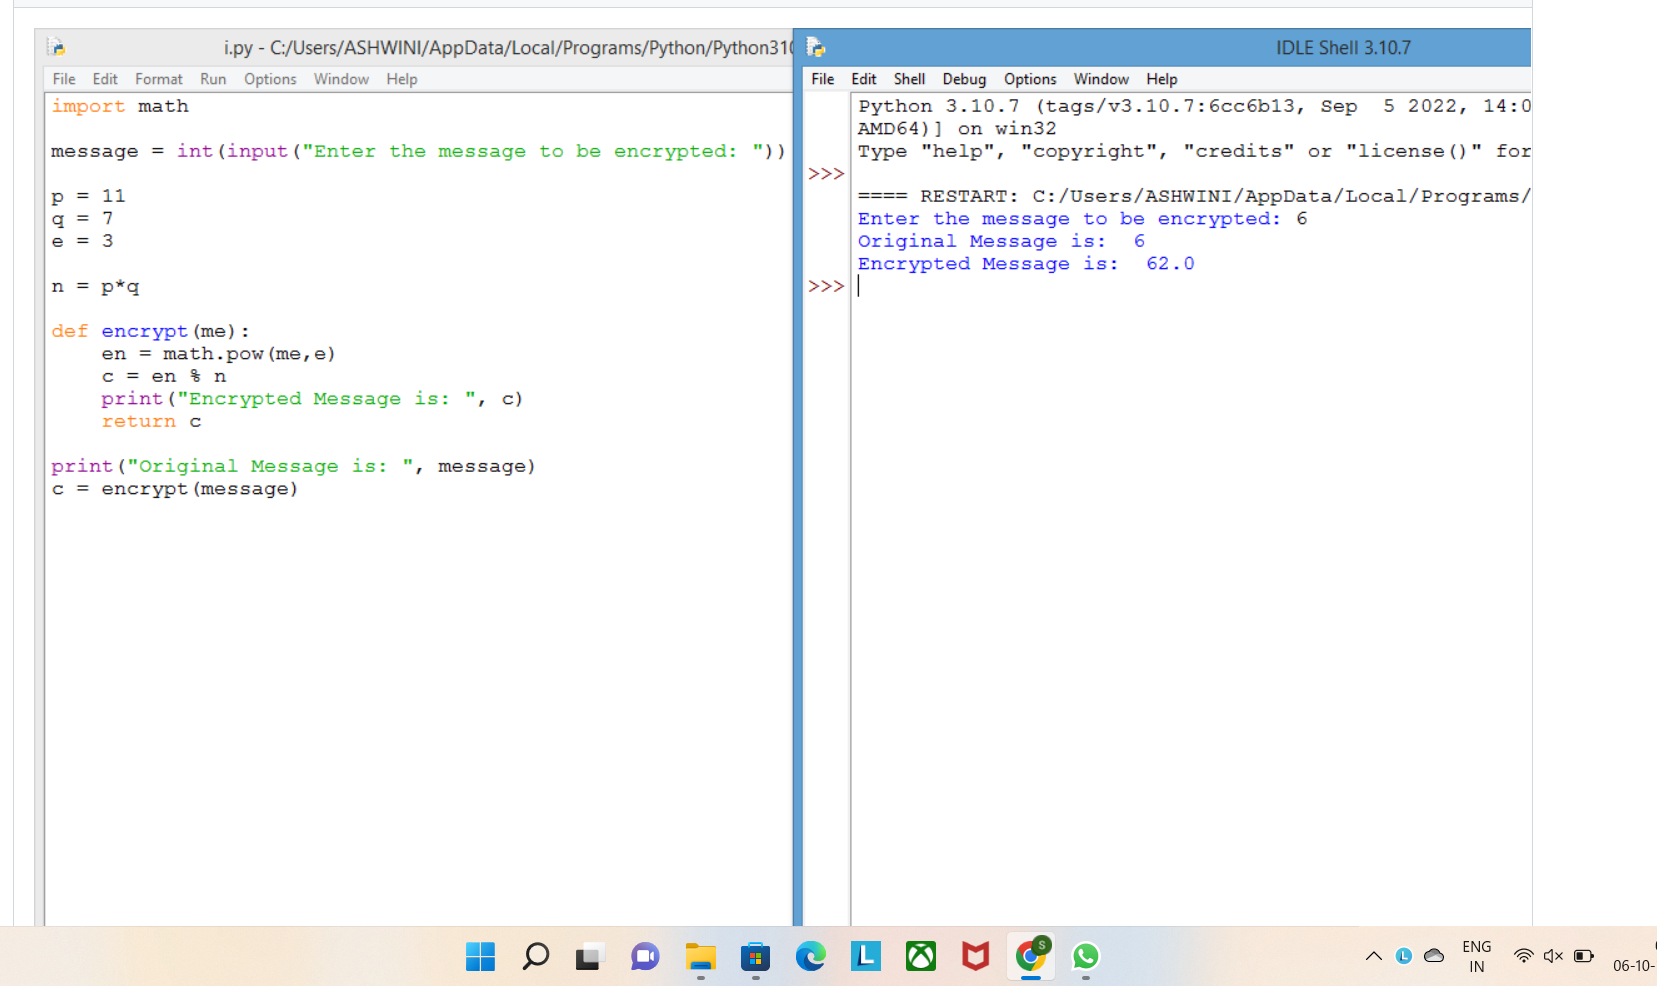 i.py - C:/Users/ASHWINI/AppData/Local/Programs/Python/Python310
File Edit Format Run Options Window Help
import math
message = int(input("Enter the message to be encrypted: "))
p = 11
q = 7
e = 3
n = p*q
def encrypt(me):
    en = math.pow(me,e)
    c = en % n
    print("Encrypted Message is: ", c)
    return c
print("Original Message is: ", message)
c = encrypt(message)
IDLE Shell 3.10.7
File Edit Shell Debug Options Window Help
Python 3.10.7 (tags/v3.10.7:6cc6b13, Sep  5 2022, 14:0
AMD64)] on win32
Type "help", "copyright", "credits" or "license()" for
>>>
==== RESTART: C:/Users/ASHWINI/AppData/Local/Programs/
Enter the message to be encrypted: 6
Original Message is:  6
Encrypted Message is:  62.0
>>>
L
S
L
ENG
IN
06-10-